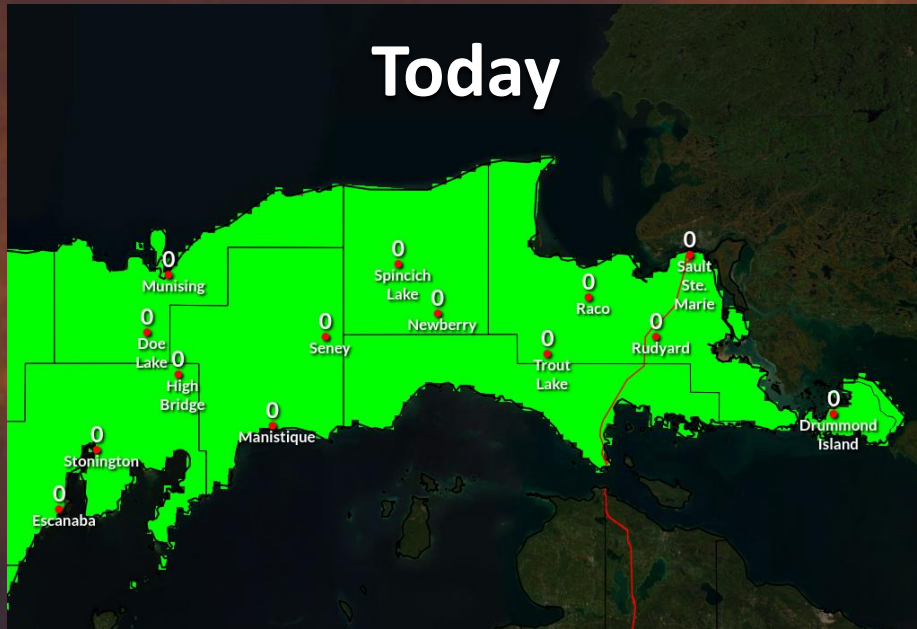 Today
0
Sault
Ste.
Marie
0
Spincich
Lake
0
Munising
0
Raco
0
Newberry
0
Doe
Lake
0
Seney
0
Rudyard
0
Trout
Lake
0
High
Bridge
0
Drummond
Island
0
Manistique
0
Stonington
0
Escanaba